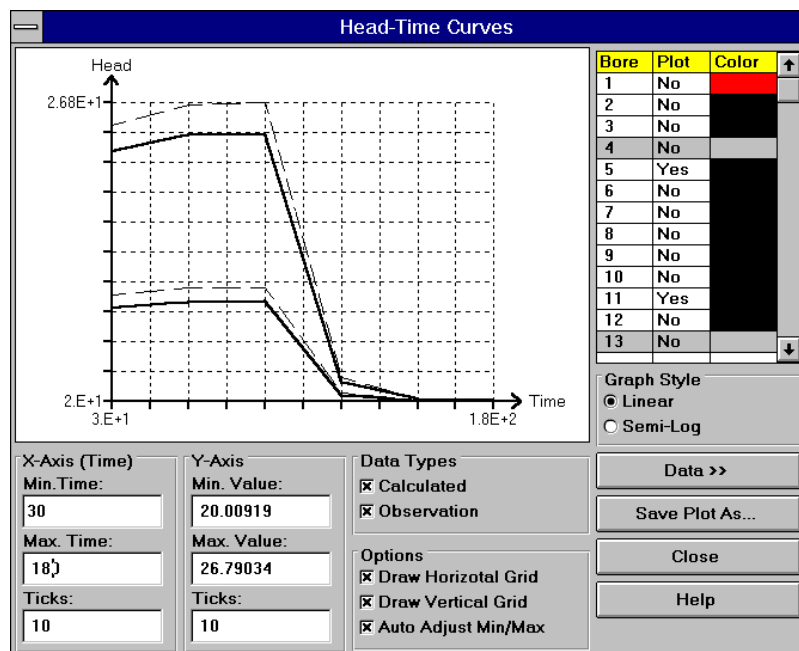 Head-Time Curves
Head
2.68E+1
2.E+1
3.E+1
1.8E+2
Time
Bore Plot Color
1 No
2 No
3 No
4 No
5 Yes
6 No
7 No
8 No
9 No
10 No
11 Yes
12 No
13 No
Graph Style
Linear
Semi-Log
X-Axis (Time)
Min.Time:
30
Max. Time:
180
Ticks:
10
Y-Axis
Min. Value:
20.00919
Max. Value:
26.79034
Ticks:
10
Data Types
Calculated
Observation
Options
Draw Horizotal Grid
Draw Vertical Grid
Auto Adjust Min/Max
Data >>
Save Plot As...
Close
Help